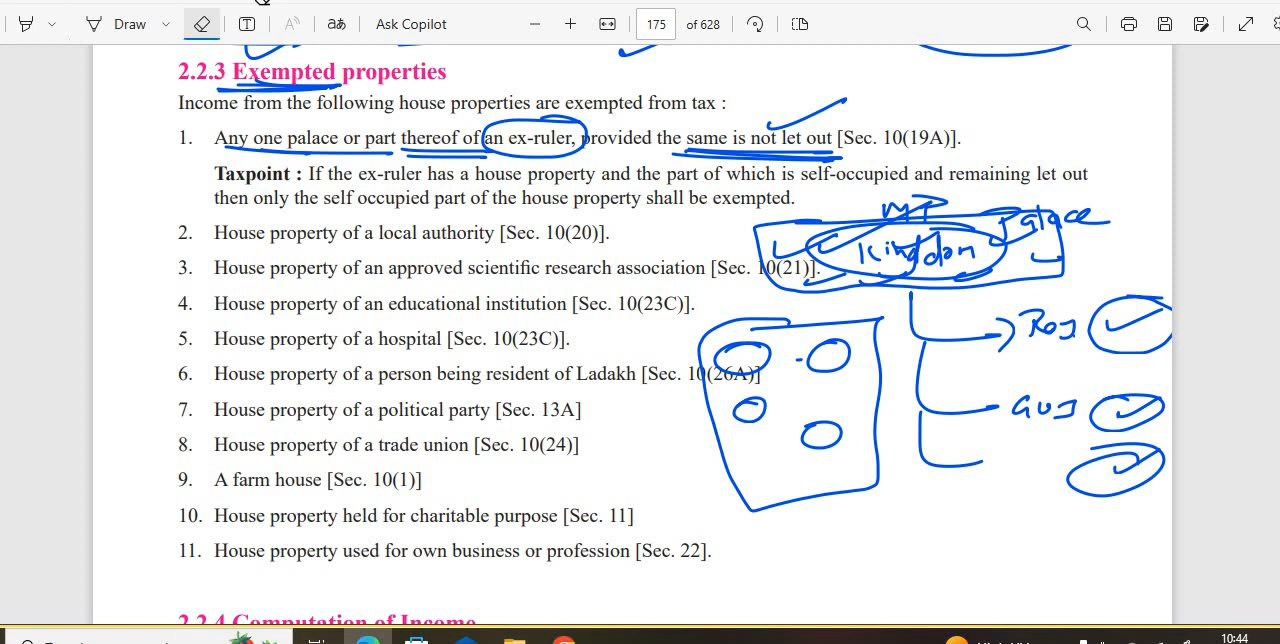 Draw
Ask Copilot
175 of 628
2.2.3 Exempted properties
Income from the following house properties are exempted from tax :
1. Any one palace or part thereof of an ex-ruler, provided the same is not let out [Sec. 10(19A)].
Taxpoint : If the ex-ruler has a house property and the part of which is self-occupied and remaining let out
then only the self occupied part of the house property shall be exempted.
MP
Palace
2. House property of a local authority [Sec. 10(20)].
Kingdon
3. House property of an approved scientific research association [Sec. 10(21)].
4. House property of an educational institution [Sec. 10(23C)].
Raj
5. House property of a hospital [Sec. 10(23C)].
6. House property of a person being resident of Ladakh [Sec. 10(26A)]
7. House property of a political party [Sec. 13A]
GUJ
8. House property of a trade union [Sec. 10(24)]
9. A farm house [Sec. 10(1)]
10. House property held for charitable purpose [Sec. 11]
11. House property used for own business or profession [Sec. 22].
2.2.4 Computation of Income
10:44